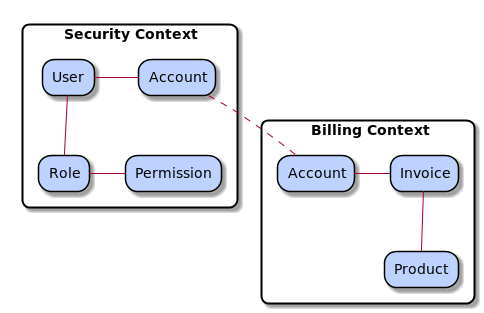 Security Context
User
Account
Role
Permission
Billing Context
Account
Invoice
Product